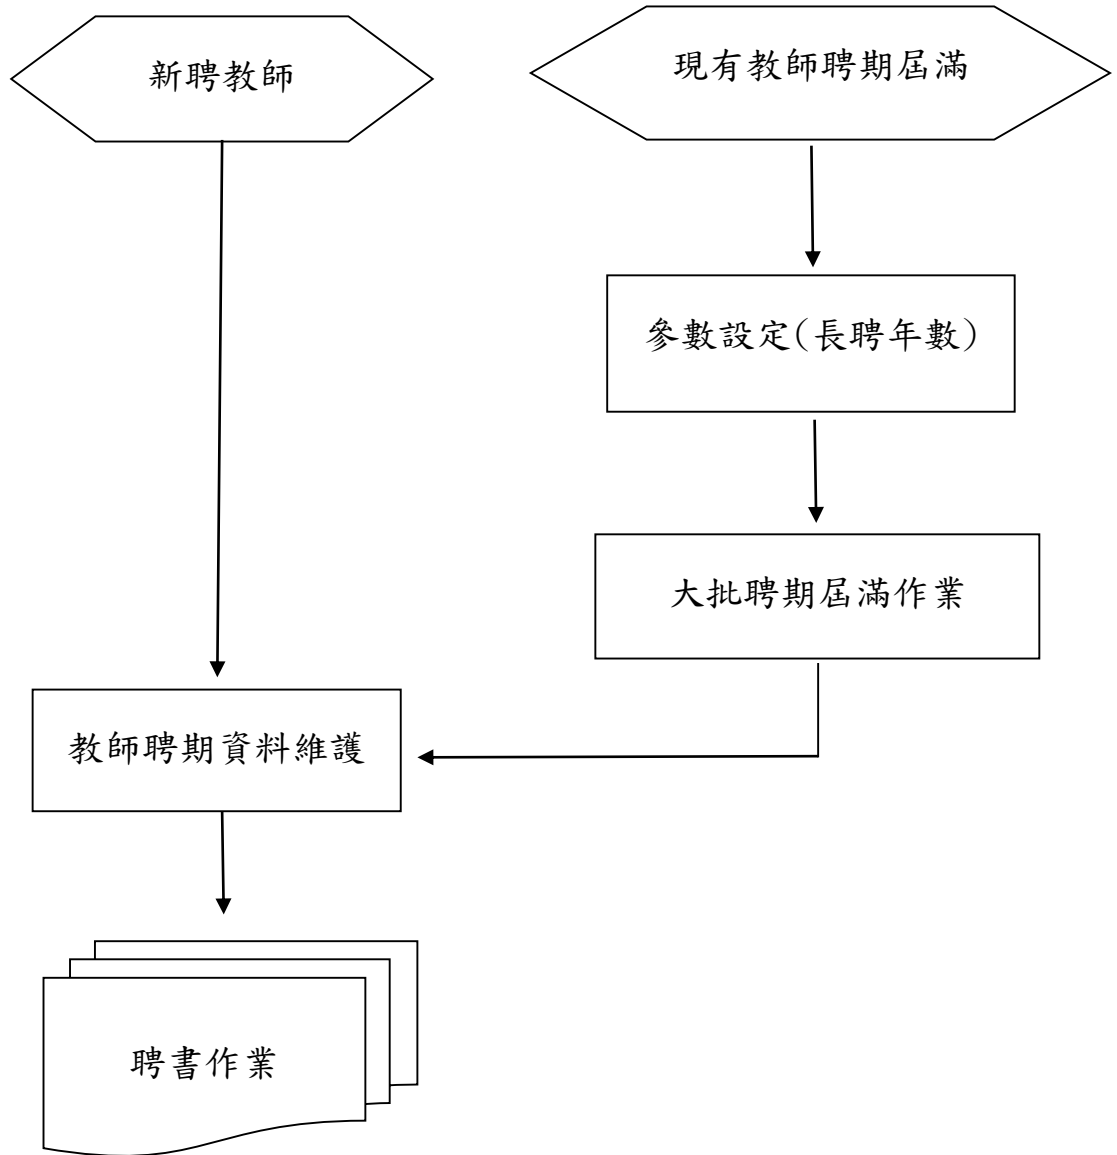 新聘教師
現有教師聘期屆滿
參數設定(長聘年數)
大批聘期屆滿作業
教師聘期資料維護
聘書作業